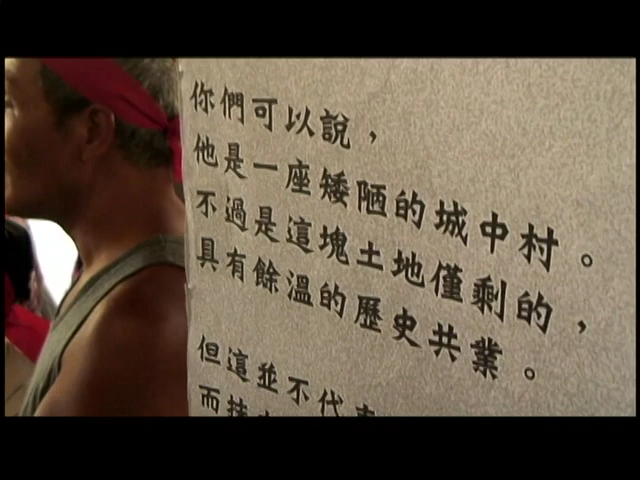 你們可以說，
他是一座矮陋的城中村。
不過是這塊土地僅剩的，
具有餘溫的歷史共業。
但這並不代表
而